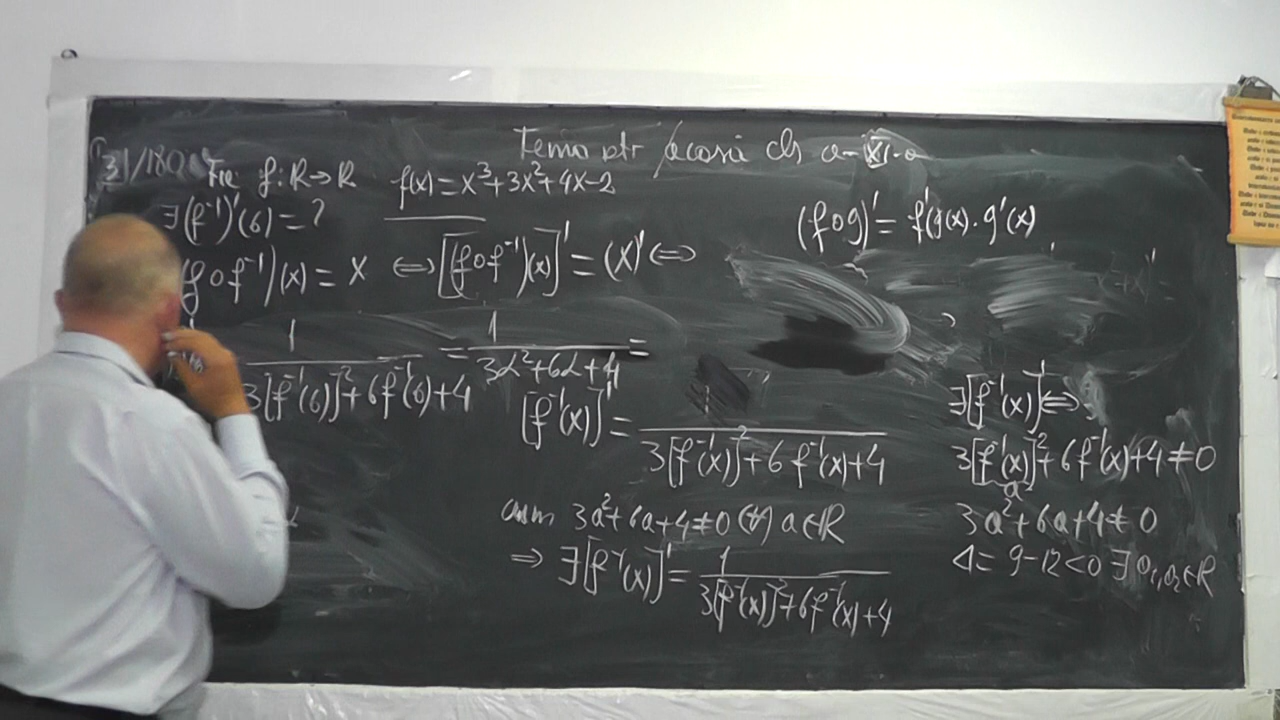 Temă ptr acasă cls a-XI-a
31/180 Fie f: R→R f(x) = x³+3x²+4x-2
∃(f⁻¹)'(6) = ?
(f∘g)' = f'(g(x)·g'(x)
(f∘f⁻¹)(x) = x ⇔ [(f∘f⁻¹)(x)]' = (x)' ⇔
1/(3[f⁻¹(6)]²+6f⁻¹(6)+4) = 1/(3α²+6α+4) =
[f⁻¹(x)]' = 1/(3[f⁻¹(x)]²+6f⁻¹(x)+4)
∃[f⁻¹(x)]' ⇔
3[f⁻¹(x)]²+6f⁻¹(x)+4≠0
a²
3a²+6a+4≠0
Δ= 9-12<0 ∃ a₁,a₂∈R
cum 3a²+6a+4≠0 (∀) a∈R
⇒ ∃[f⁻¹(x)]' = 1/(3[f⁻¹(x)]²+6f⁻¹(x)+4)